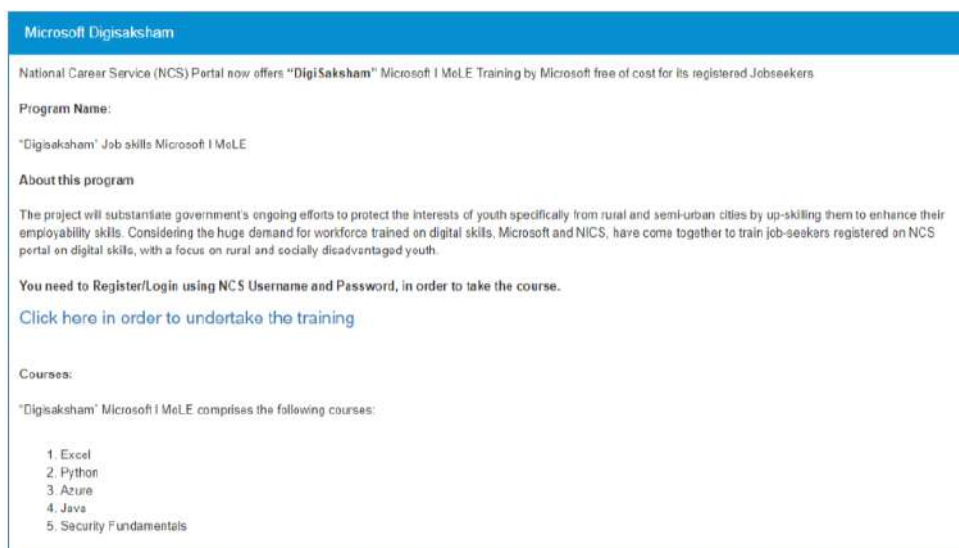 Microsoft Digisaksham
National Career Service (NCS) Portal now offers "DigiSaksham" Microsoft I MoLE Training by Microsoft free of cost for its registered Jobseekers
Program Name:
"Digisaksham' Job skills Microsoft I MoLE
About this program
The project will substantiate government's ongoing efforts to protect the interests of youth specifically from rural and semi-urban cities by up-skilling them to enhance their
employability skills. Considering the huge demand for workforce trained on digital skills, Microsoft and NICS, have come together to train job-seekers registered on NCS
portal on digital skills, with a focus on rural and socially disadvantaged youth.
You need to Register/Login using NCS Username and Password, in order to take the course.
Click here in order to undertake the training
Courses:
"Digisaksham' Microsoft I MoLE comprises the following courses:
1. Excel
2. Python
3. Azure
4. Java
5. Security Fundamentals